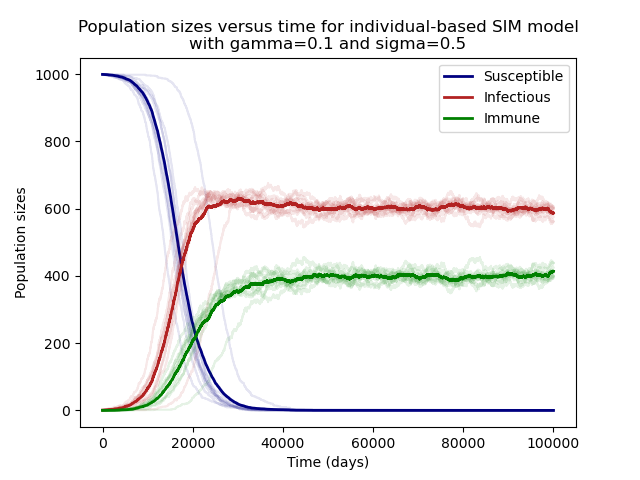 Population sizes versus time for individual-based SIM model
with gamma=0.1 and sigma=0.5
Susceptible
Infectious
Immune
1000
800
600
400
200
0
Population sizes
0 20000 40000 60000 80000 100000
Time (days)